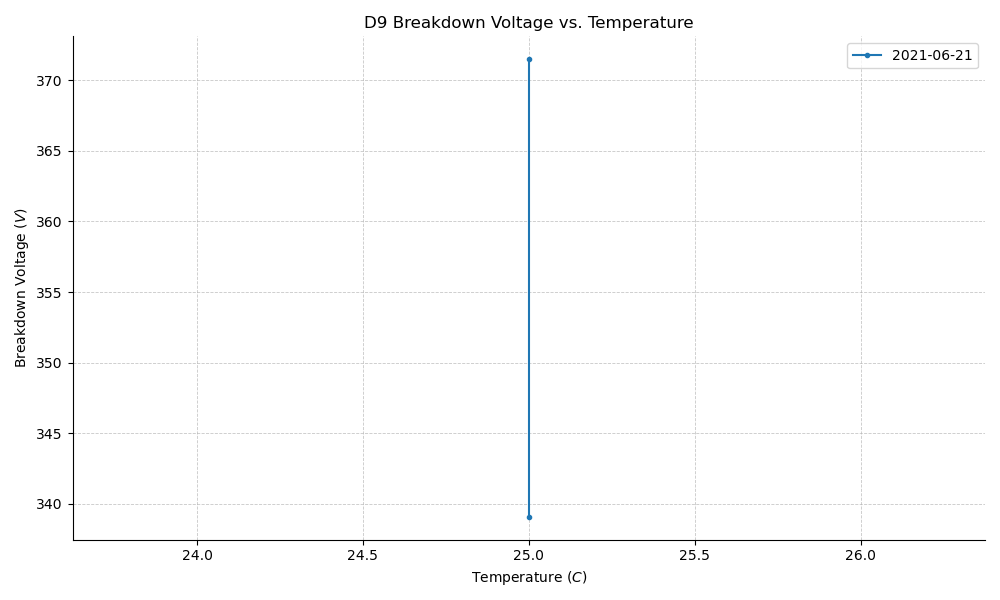 D9 Breakdown Voltage vs. Temperature
2021-06-21
Breakdown Voltage (V)
370
365
360
355
350
345
340
24.0 24.5 25.0 25.5 26.0
Temperature (C)